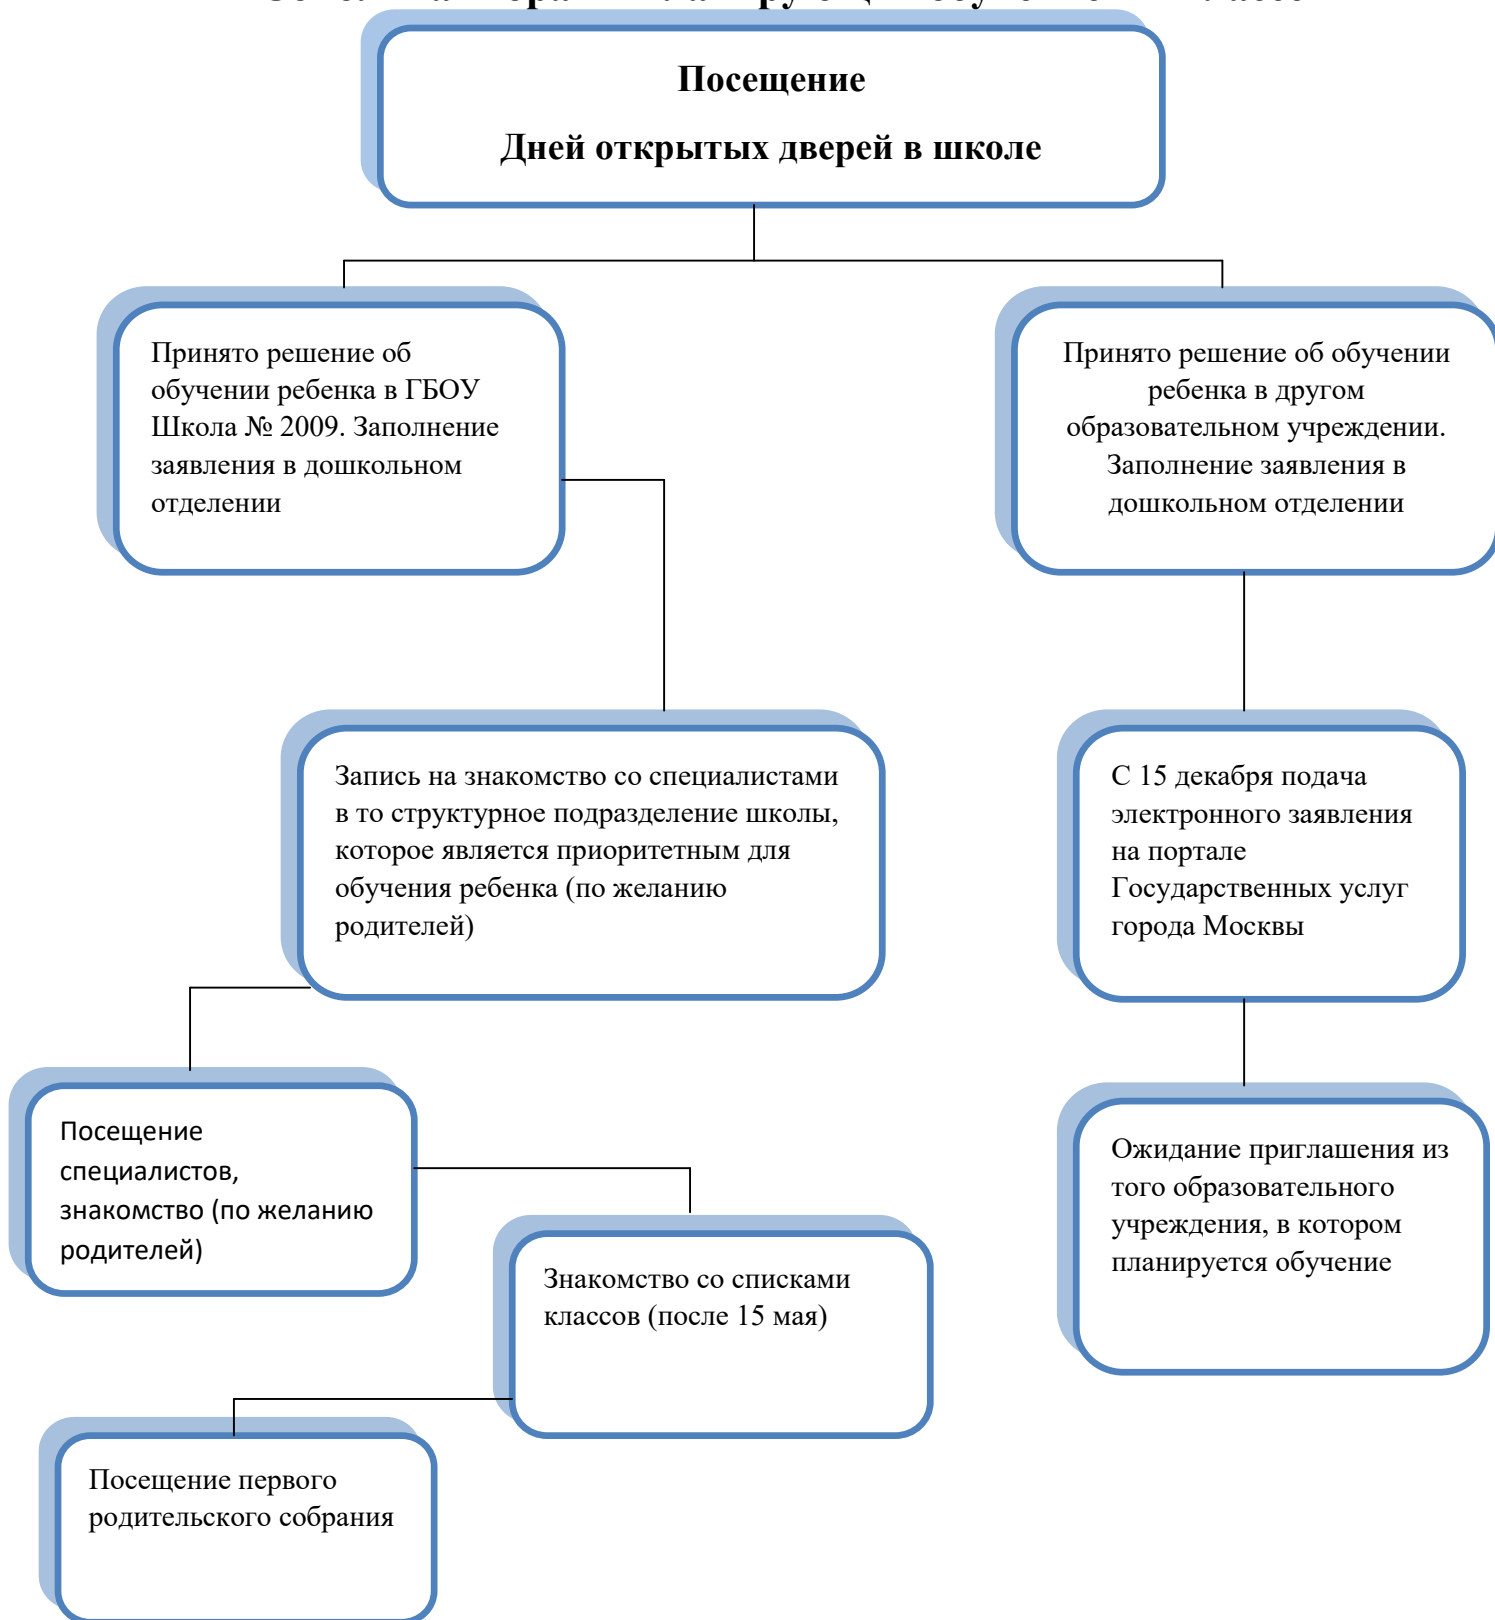 Посещение
Дней открытых дверей в школе
Принято решение об
обучении ребенка в ГБОУ
Школа № 2009. Заполнение
заявления в дошкольном
отделении
Принято решение об обучении
ребенка в другом
образовательном учреждении.
Заполнение заявления в
дошкольном отделении
Запись на знакомство со специалистами
в то структурное подразделение школы,
которое является приоритетным для
обучения ребенка (по желанию
родителей)
С 15 декабря подача
электронного заявления
на портале
Государственных услуг
города Москвы
Посещение
специалистов,
знакомство (по желанию
родителей)
Ожидание приглашения из
того образовательного
учреждения, в котором
планируется обучение
Знакомство со списками
классов (после 15 мая)
Посещение первого
родительского собрания